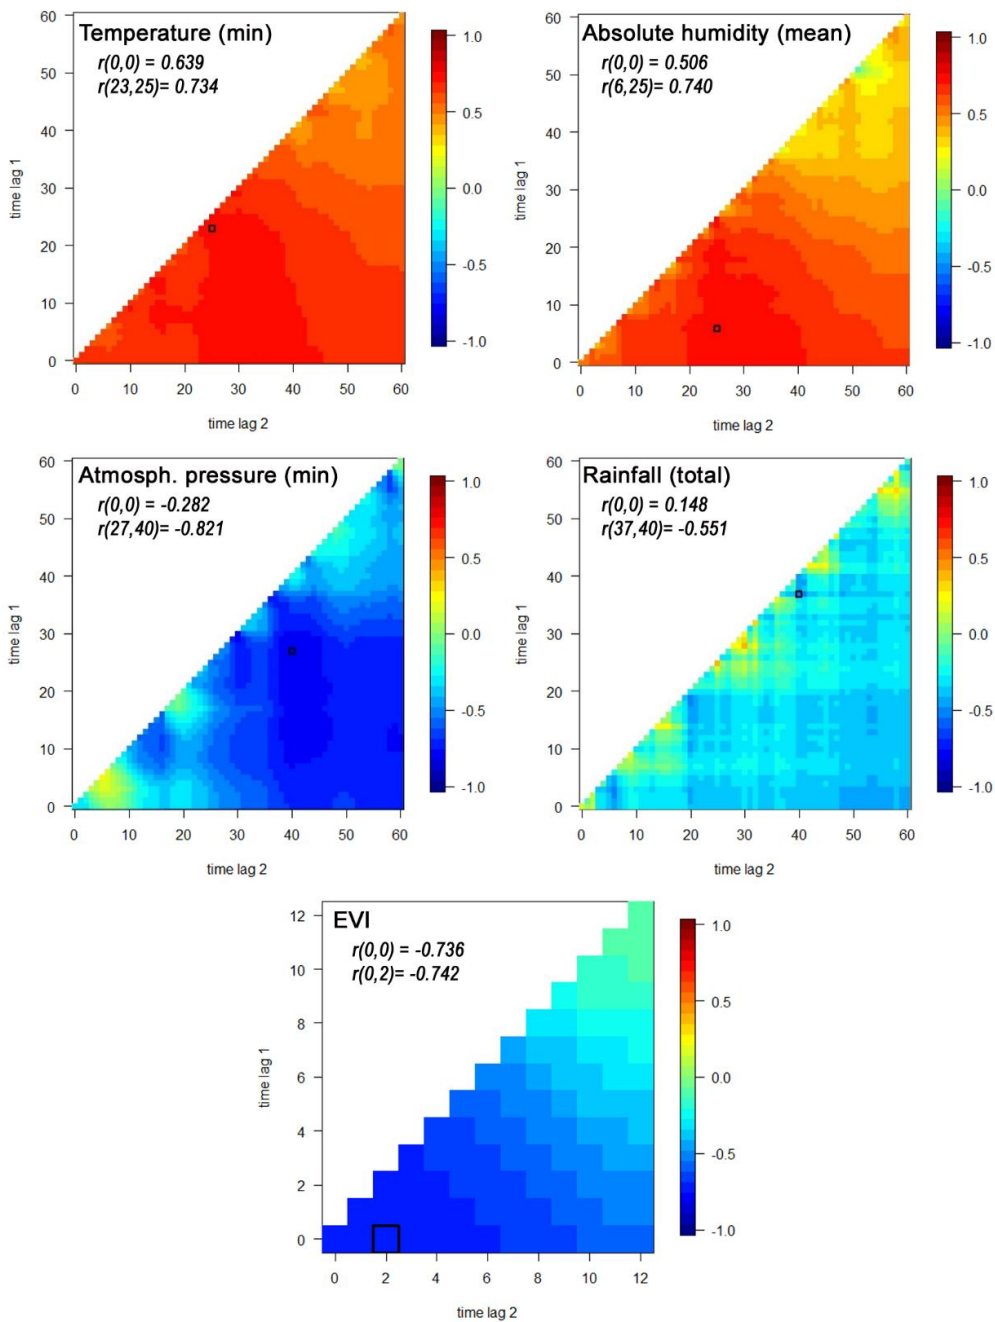 Temperature (min)
r(0,0) = 0.639
r(23,25)= 0.734
60
50
40
30
20
10
0
time lag 1
0 10 20 30 40 50 60
time lag 2
1.0
0.5
0.0
-0.5
-1.0
Absolute humidity (mean)
r(0,0) = 0.506
r(6,25)= 0.740
60
50
40
30
20
10
0
time lag 1
0 10 20 30 40 50 60
time lag 2
1.0
0.5
0.0
-0.5
-1.0
Atmosph. pressure (min)
r(0,0) = -0.282
r(27,40)= -0.821
60
50
40
30
20
10
0
time lag 1
0 10 20 30 40 50 60
time lag 2
1.0
0.5
0.0
-0.5
-1.0
Rainfall (total)
r(0,0) = 0.148
r(37,40)= -0.551
60
50
40
30
20
10
0
time lag 1
0 10 20 30 40 50 60
time lag 2
1.0
0.5
0.0
-0.5
-1.0
EVI
r(0,0) = -0.736
r(0,2)= -0.742
12
10
8
6
4
2
0
time lag 1
0 2 4 6 8 10 12
time lag 2
1.0
0.5
0.0
-0.5
-1.0